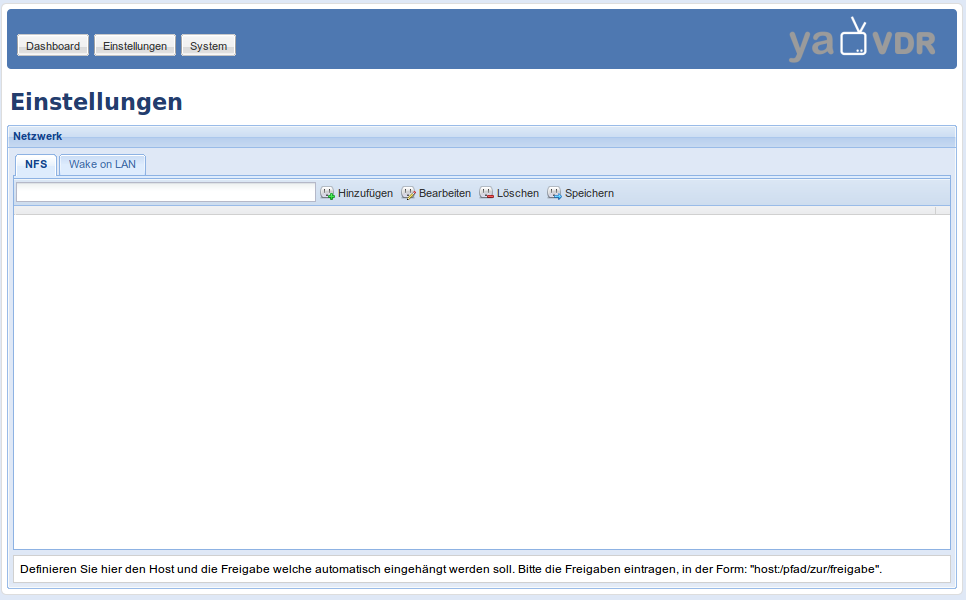 Dashboard Einstellungen System
yaVDR
Einstellungen
Netzwerk
NFS Wake on LAN
Hinzufügen Bearbeiten Löschen Speichern
Definieren Sie hier den Host und die Freigabe welche automatisch eingehängt werden soll. Bitte die Freigaben eintragen, in der Form: "host:/pfad/zur/freigabe".